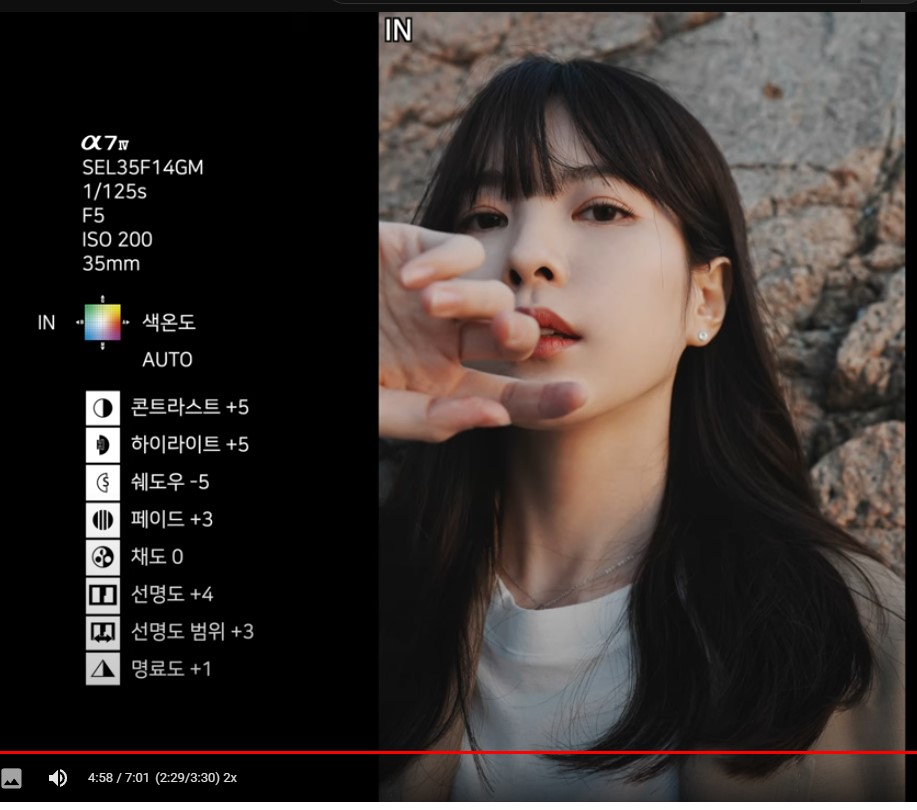 IN
α7IV
SEL35F14GM
1/125s
F5
ISO 200
35mm
IN 색온도
AUTO
콘트라스트 +5
하이라이트 +5
쉐도우 -5
페이드 +3
채도 0
선명도 +4
선명도 범위 +3
명료도 +1
4:58 / 7:01 (2:29/3:30) 2x